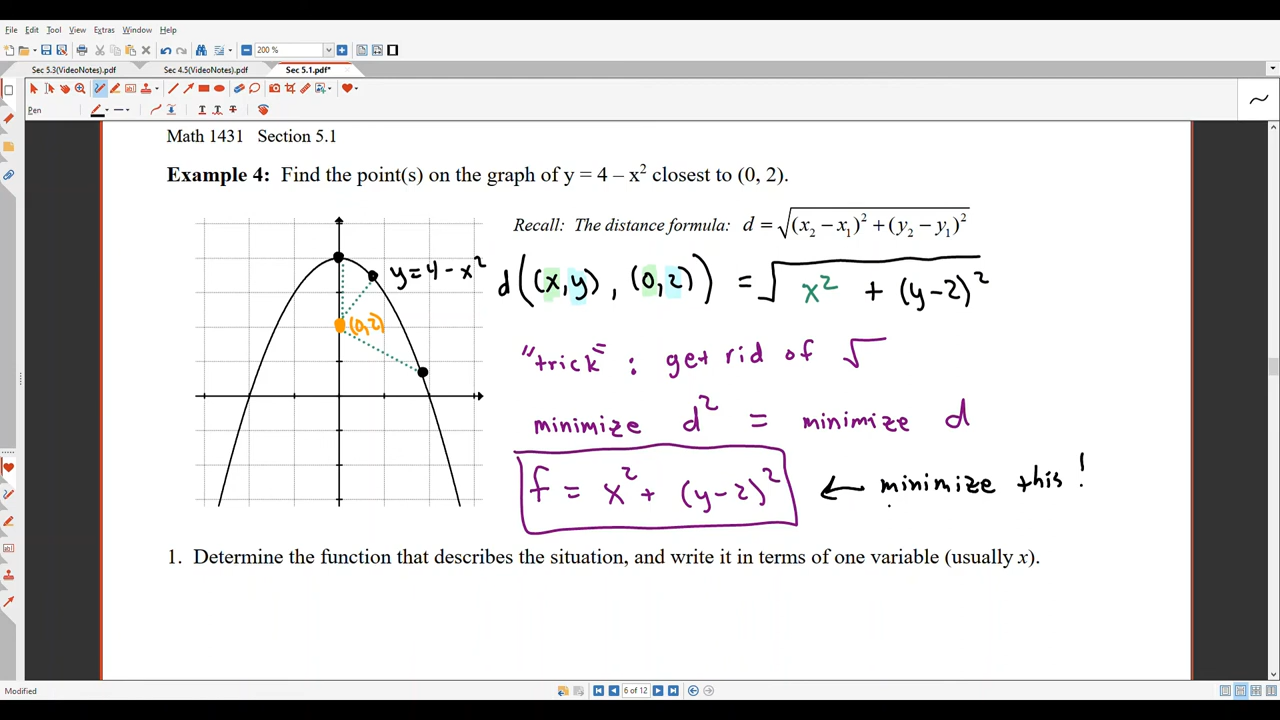 File Edit Tool View Extras Window Help
200 %
Sec 5.3(VideoNotes).pdf Sec 4.5(VideoNotes).pdf Sec 5.1.pdf*
Pen
Math 1431 Section 5.1
Example 4: Find the point(s) on the graph of y = 4 – x² closest to (0, 2).
Recall: The distance formula: d = √((x₂ − x₁)² + (y₂ − y₁)²)
y = 4 - x²
d((x,y), (0,2)) = √(x² + (y-2)²)
(0,2)
"trick" : get rid of √
minimize d² = minimize d
f = x² + (y-2)² ← minimize this !
1. Determine the function that describes the situation, and write it in terms of one variable (usually x).
Modified 6 of 12